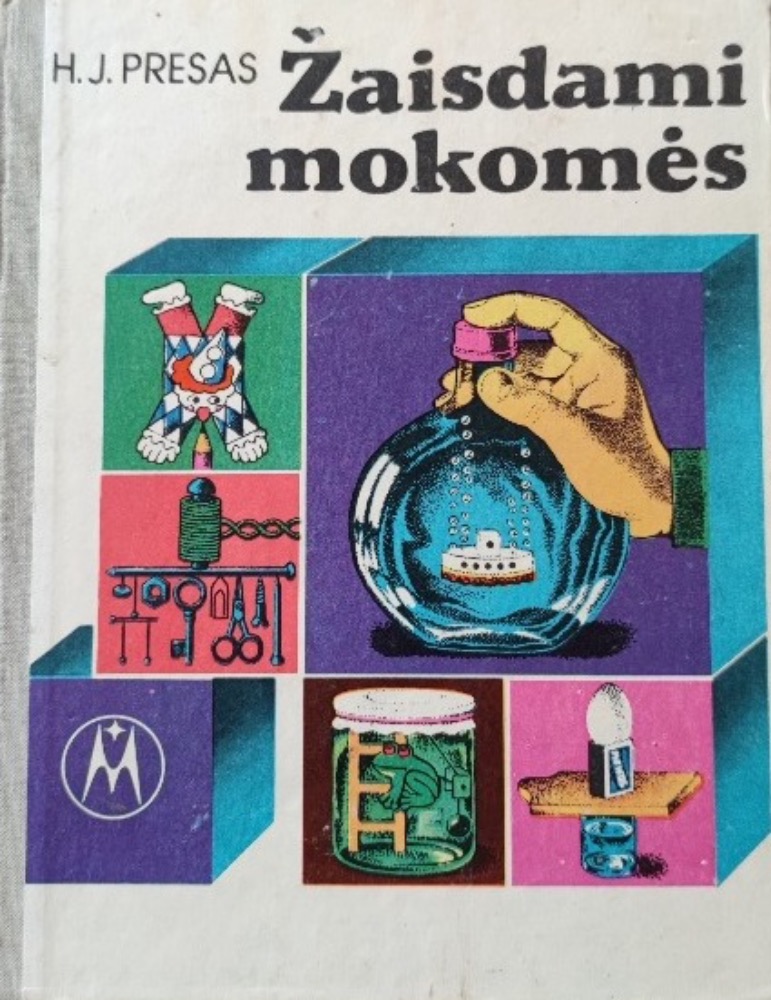 H. J. PRESAS
Žaisdami
mokomės